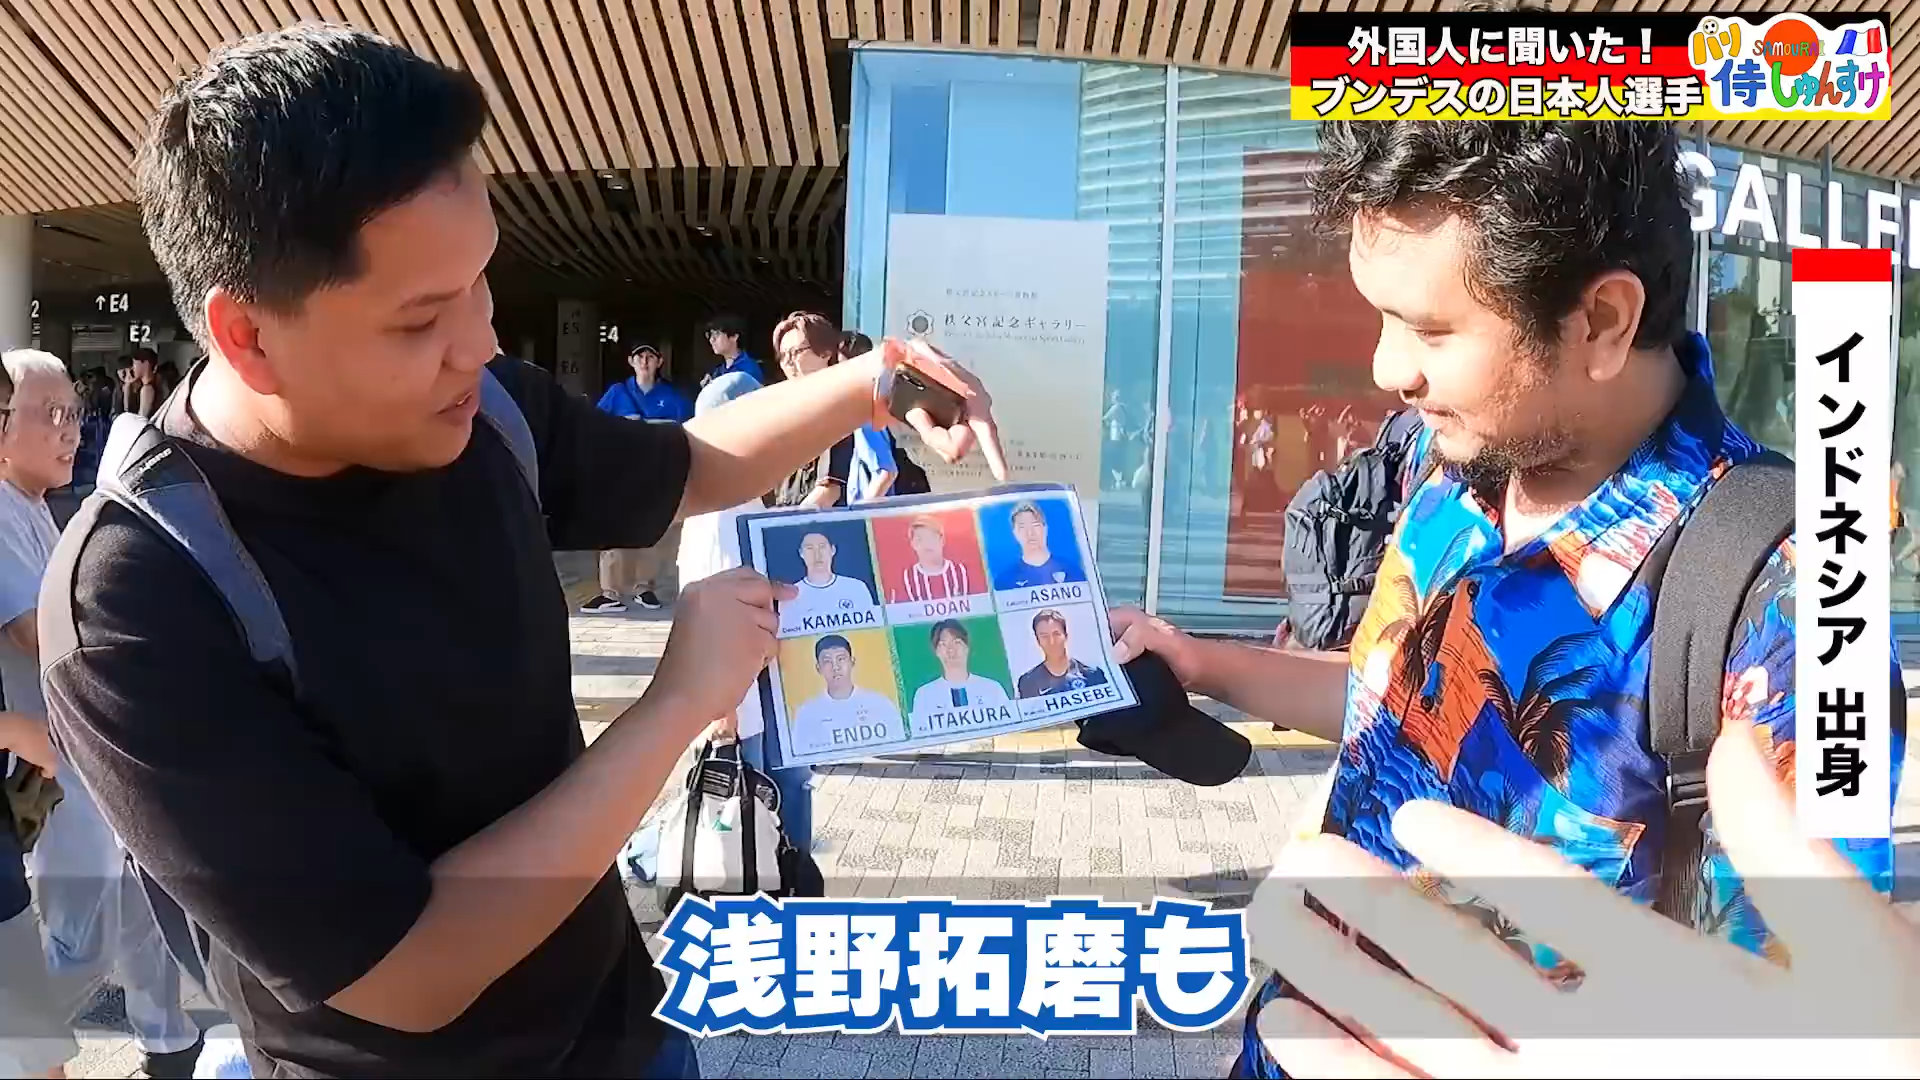 外国人に聞いた!
ブンデスの日本人選手
SAMOURAI
パリ
侍しゅんすけ
GALLE
インドネシア 出身
2
↑E4
E2
E5
E4
E6
秩父宮記念ギャラリー
KAMADA
DOAN
ASANO
ENDO
ITAKURA
HASEBE
浅野拓磨も